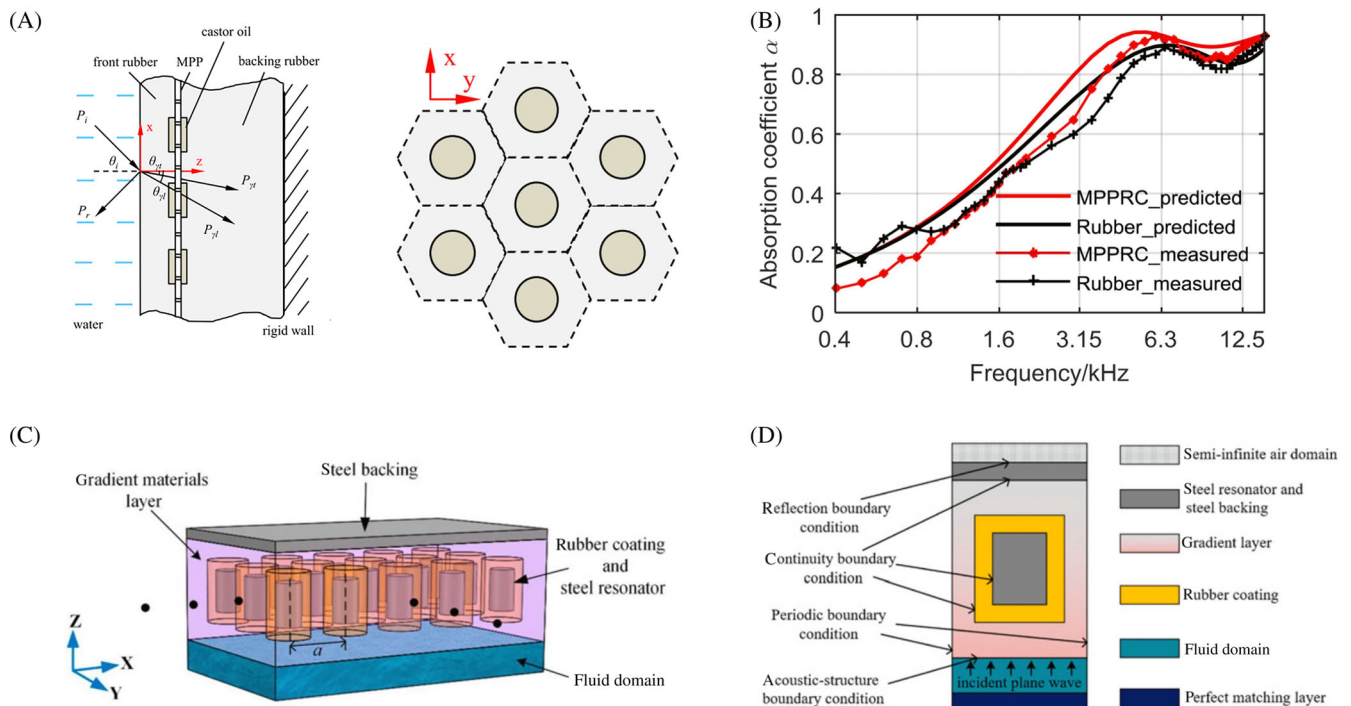 (A)
castor oil
front rubber
MPP
backing rubber
P_i
x
θ_i
θ_γt
z
θ_γl
P_γt
P_r
P_γl
water
rigid wall
x
y
(B)
Absorption coefficient α
1
0.8
0.6
0.4
0.2
0
MPPRC_predicted
Rubber_predicted
MPPRC_measured
Rubber_measured
0.4
0.8
1.6
3.15
6.3
12.5
Frequency/kHz
(C)
Steel backing
Gradient materials
layer
Rubber coating
and
steel resonator
Z
X
Y
a
Fluid domain
(D)
Reflection boundary
condition
Continuity boundary
condition
Periodic boundary
condition
Acoustic-structure
boundary condition
incident plane wave
Semi-infinite air domain
Steel resonator and
steel backing
Gradient layer
Rubber coating
Fluid domain
Perfect matching layer